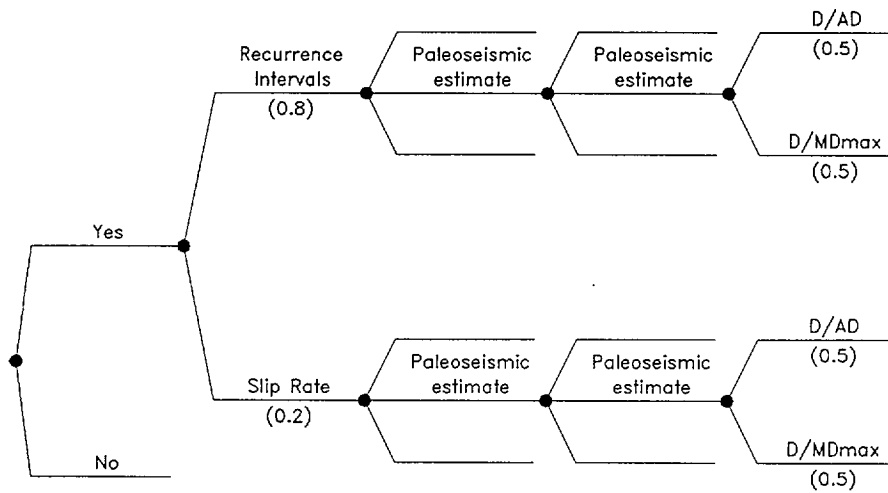 D/AD
(0.5)
Recurrence
Intervals
(0.8)
Paleoseismic
estimate
Paleoseismic
estimate
D/MDmax
(0.5)
Yes
D/AD
(0.5)
Slip Rate
(0.2)
Paleoseismic
estimate
Paleoseismic
estimate
D/MDmax
(0.5)
No